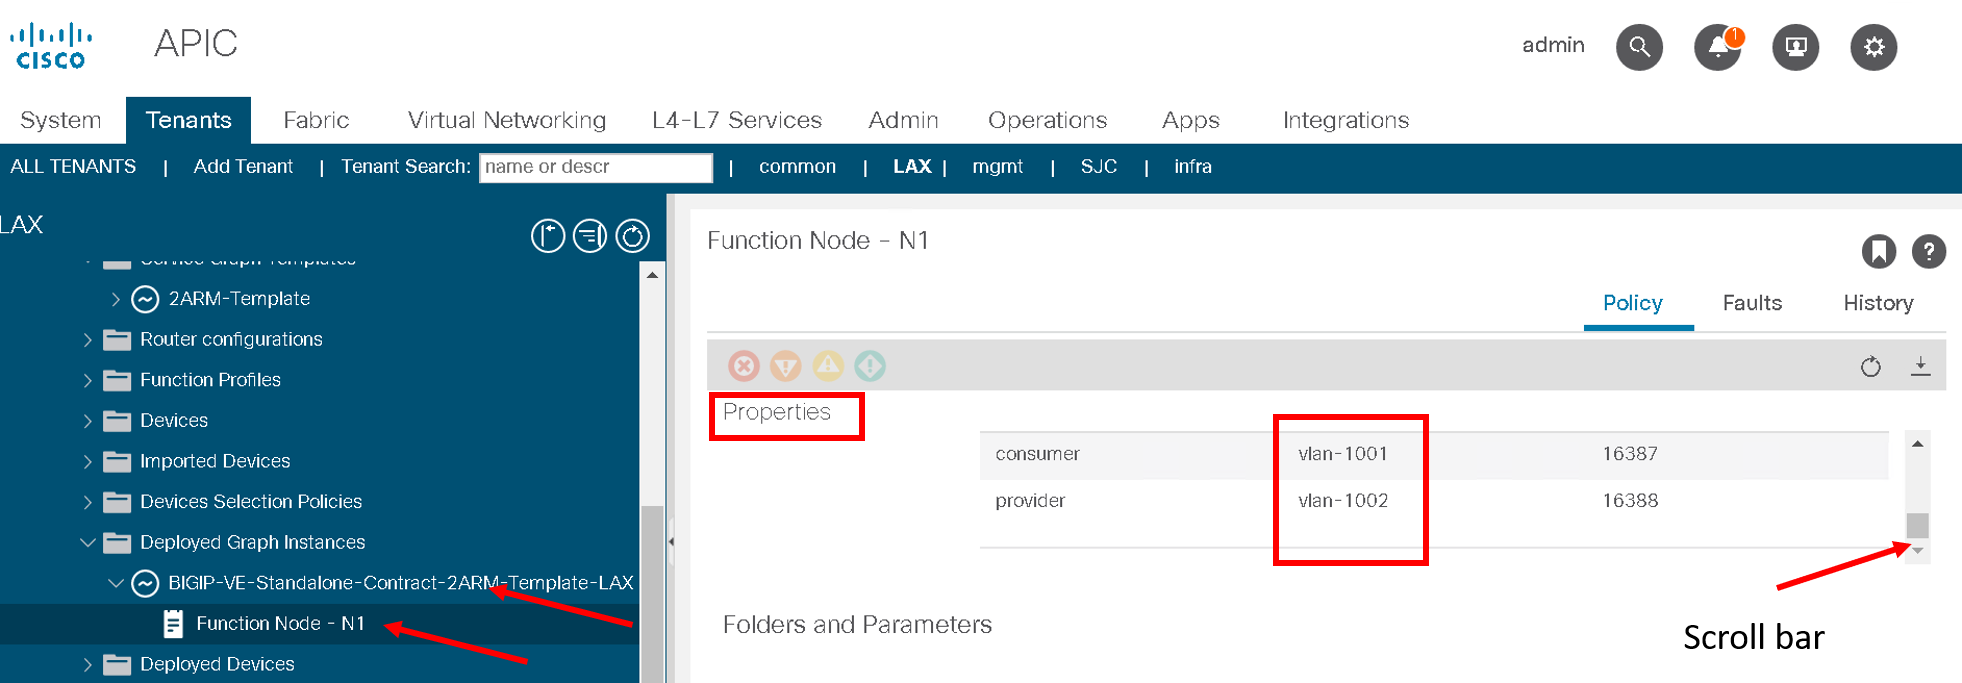 cisco
APIC
admin
1
System Tenants Fabric Virtual Networking L4-L7 Services Admin Operations Apps Integrations
ALL TENANTS | Add Tenant | Tenant Search: name or descr | common | LAX | mgmt | SJC | infra
LAX
Service Graph Templates
2ARM-Template
Router configurations
Function Profiles
Devices
Imported Devices
Devices Selection Policies
Deployed Graph Instances
BIGIP-VE-Standalone-Contract-2ARM-Template-LAX
Function Node - N1
Deployed Devices
Function Node - N1
?
Policy Faults History
Properties
consumer vlan-1001 16387
provider vlan-1002 16388
Folders and Parameters
Scroll bar